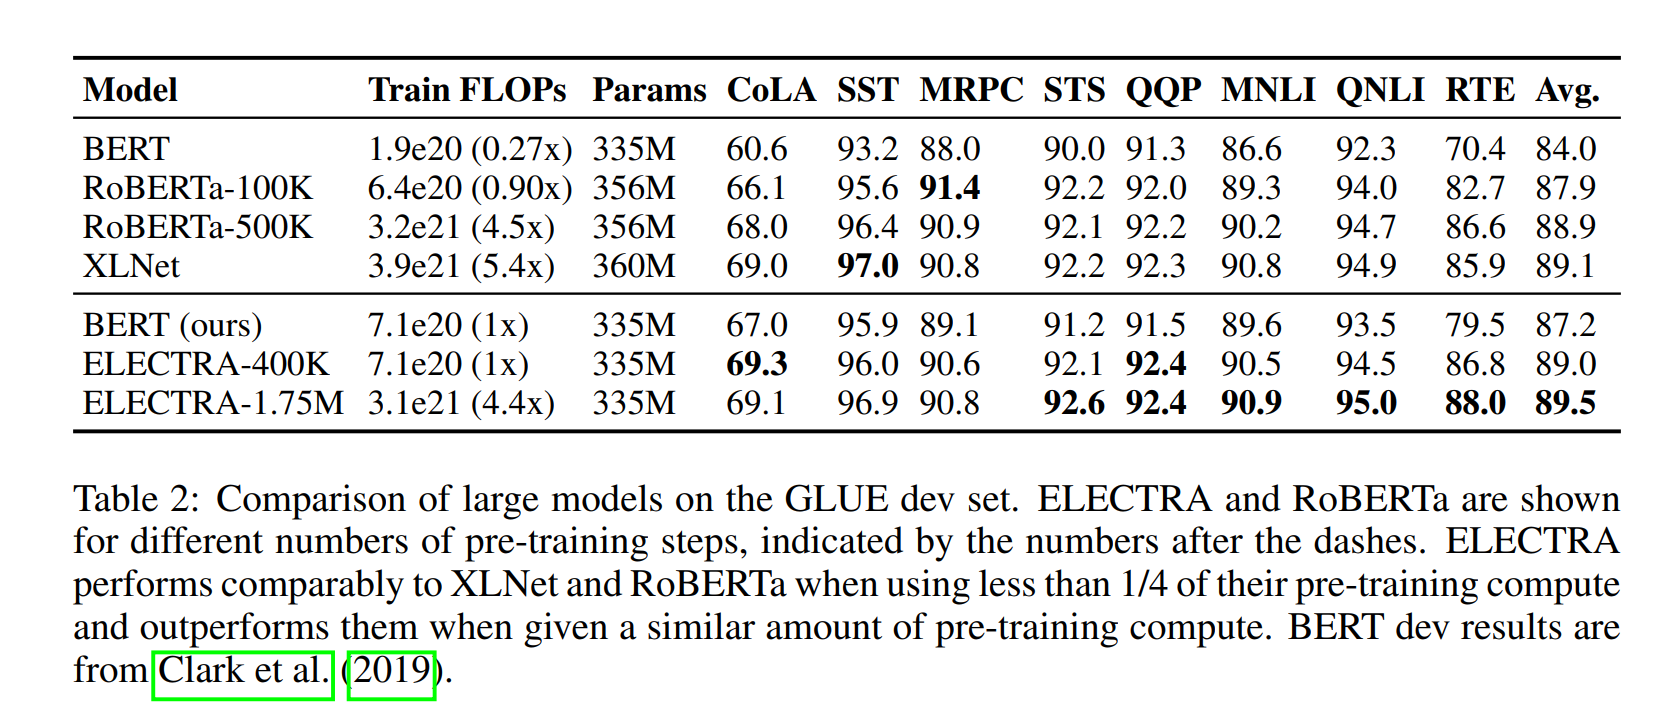 Model Train FLOPs Params CoLA SST MRPC STS QQP MNLI QNLI RTE Avg.
BERT 1.9e20 (0.27x) 335M 60.6 93.2 88.0 90.0 91.3 86.6 92.3 70.4 84.0
RoBERTa-100K 6.4e20 (0.90x) 356M 66.1 95.6 91.4 92.2 92.0 89.3 94.0 82.7 87.9
RoBERTa-500K 3.2e21 (4.5x) 356M 68.0 96.4 90.9 92.1 92.2 90.2 94.7 86.6 88.9
XLNet 3.9e21 (5.4x) 360M 69.0 97.0 90.8 92.2 92.3 90.8 94.9 85.9 89.1
BERT (ours) 7.1e20 (1x) 335M 67.0 95.9 89.1 91.2 91.5 89.6 93.5 79.5 87.2
ELECTRA-400K 7.1e20 (1x) 335M 69.3 96.0 90.6 92.1 92.4 90.5 94.5 86.8 89.0
ELECTRA-1.75M 3.1e21 (4.4x) 335M 69.1 96.9 90.8 92.6 92.4 90.9 95.0 88.0 89.5
Table 2: Comparison of large models on the GLUE dev set. ELECTRA and RoBERTa are shown
for different numbers of pre-training steps, indicated by the numbers after the dashes. ELECTRA
performs comparably to XLNet and RoBERTa when using less than 1/4 of their pre-training compute
and outperforms them when given a similar amount of pre-training compute. BERT dev results are
from Clark et al. (2019).